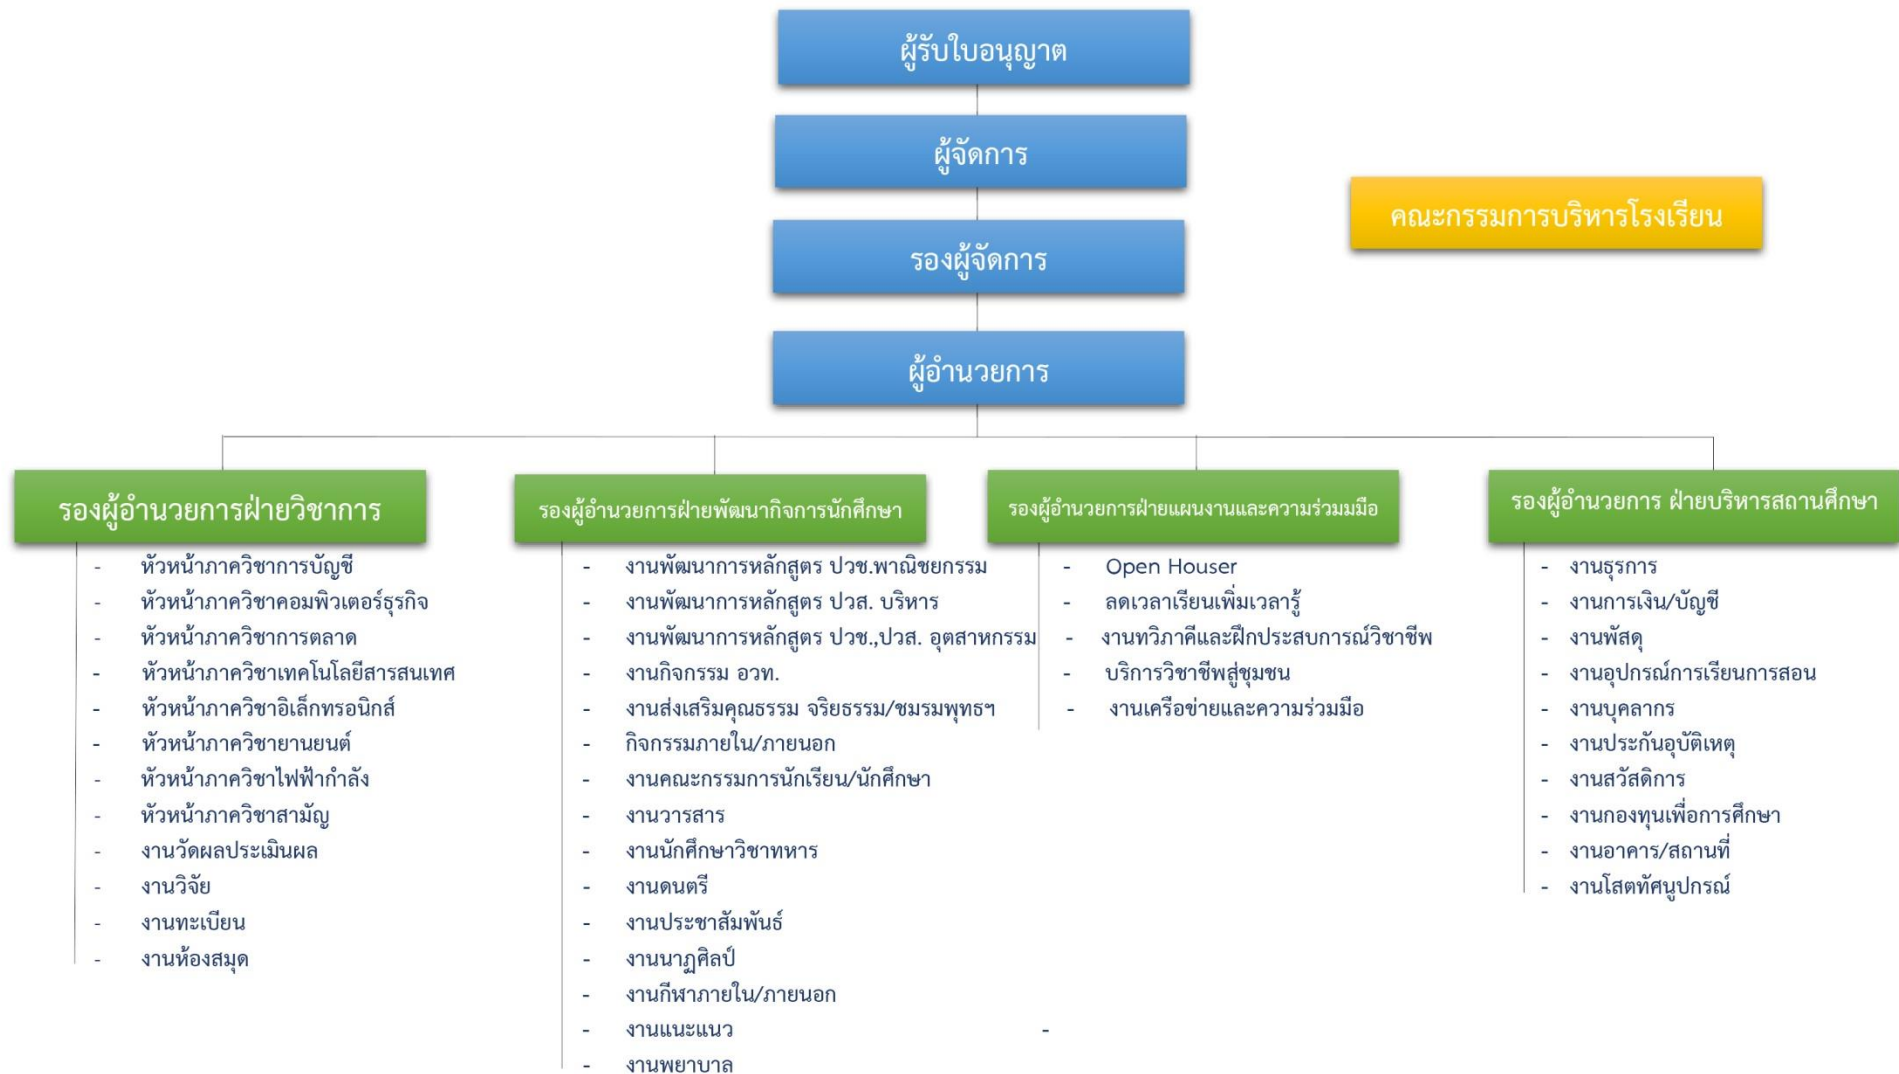 ผู้รับใบอนุญาต
ผู้จัดการ
คณะกรรมการบริหารโรงเรียน
รองผู้จัดการ
ผู้อำนวยการ
รองผู้อำนวยการฝ่ายวิชาการ
- หัวหน้าภาควิชาการบัญชี
- หัวหน้าภาควิชาคอมพิวเตอร์ธุรกิจ
- หัวหน้าภาควิชาการตลาด
- หัวหน้าภาควิชาเทคโนโลยีสารสนเทศ
- หัวหน้าภาควิชาอิเล็กทรอนิกส์
- หัวหน้าภาควิชายานยนต์
- หัวหน้าภาควิชาไฟฟ้ากำลัง
- หัวหน้าภาควิชาสามัญ
- งานวัดผลประเมินผล
- งานวิจัย
- งานทะเบียน
- งานห้องสมุด
รองผู้อำนวยการฝ่ายพัฒนากิจการนักศึกษา
- งานพัฒนาการหลักสูตร ปวช.พาณิชยกรรม
- งานพัฒนาการหลักสูตร ปวส. บริหาร
- งานพัฒนาการหลักสูตร ปวช.,ปวส. อุตสาหกรรม
- งานกิจกรรม อวท.
- งานส่งเสริมคุณธรรม จริยธรรม/ชมรมพุทธฯ
- กิจกรรมภายใน/ภายนอก
- งานคณะกรรมการนักเรียน/นักศึกษา
- งานวารสาร
- งานนักศึกษาวิชาทหาร
- งานดนตรี
- งานประชาสัมพันธ์
- งานนาฏศิลป์
- งานกีฬาภายใน/ภายนอก
- งานแนะแนว
- งานพยาบาล
รองผู้อำนวยการฝ่ายแผนงานและความร่วมมมือ
- Open Houser
- ลดเวลาเรียนเพิ่มเวลารู้
- งานทวิภาคีและฝึกประสบการณ์วิชาชีพ
- บริการวิชาชีพสู่ชุมชน
- งานเครือข่ายและความร่วมมือ
-
รองผู้อำนวยการ ฝ่ายบริหารสถานศึกษา
- งานธุรการ
- งานการเงิน/บัญชี
- งานพัสดุ
- งานอุปกรณ์การเรียนการสอน
- งานบุคลากร
- งานประกันอุบัติเหตุ
- งานสวัสดิการ
- งานกองทุนเพื่อการศึกษา
- งานอาคาร/สถานที่
- งานโสตทัศนูปกรณ์